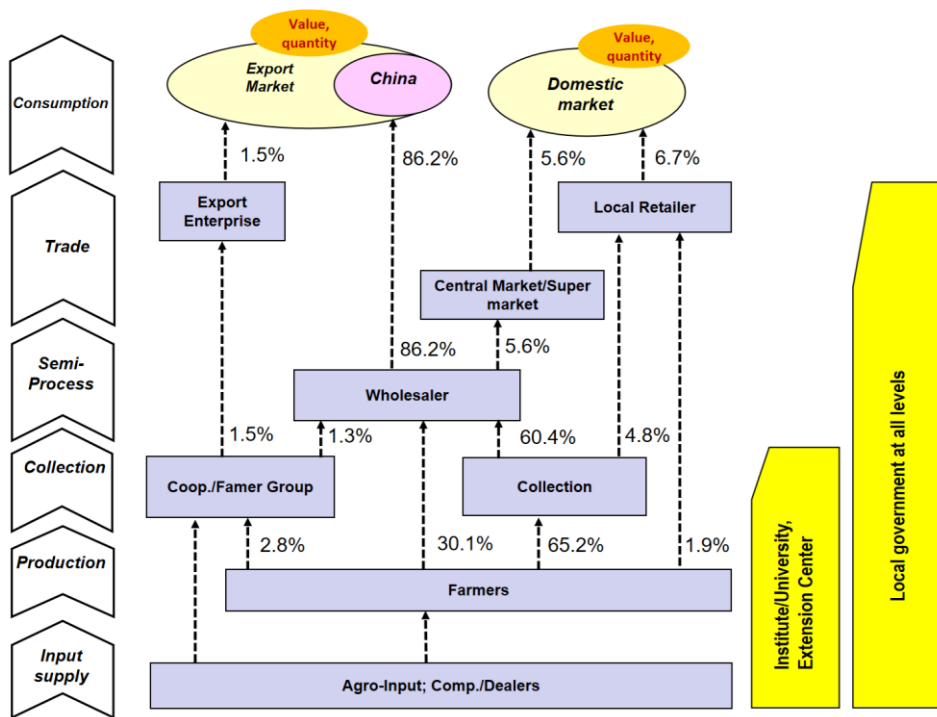 Value,
quantity
Value,
quantity
Export
Market
China
Domestic
market
Consumption
1.5%
86.2%
5.6%
6.7%
Export
Enterprise
Local Retailer
Trade
Central Market/Super
market
Semi-
Process
86.2%
5.6%
Wholesaler
1.5%
1.3%
60.4%
4.8%
Collection
Coop./Famer Group
Collection
Production
2.8%
30.1%
65.2%
1.9%
Farmers
Input
supply
Agro-Input; Comp./Dealers
Institute/University,
Extension Center
Local government at all levels